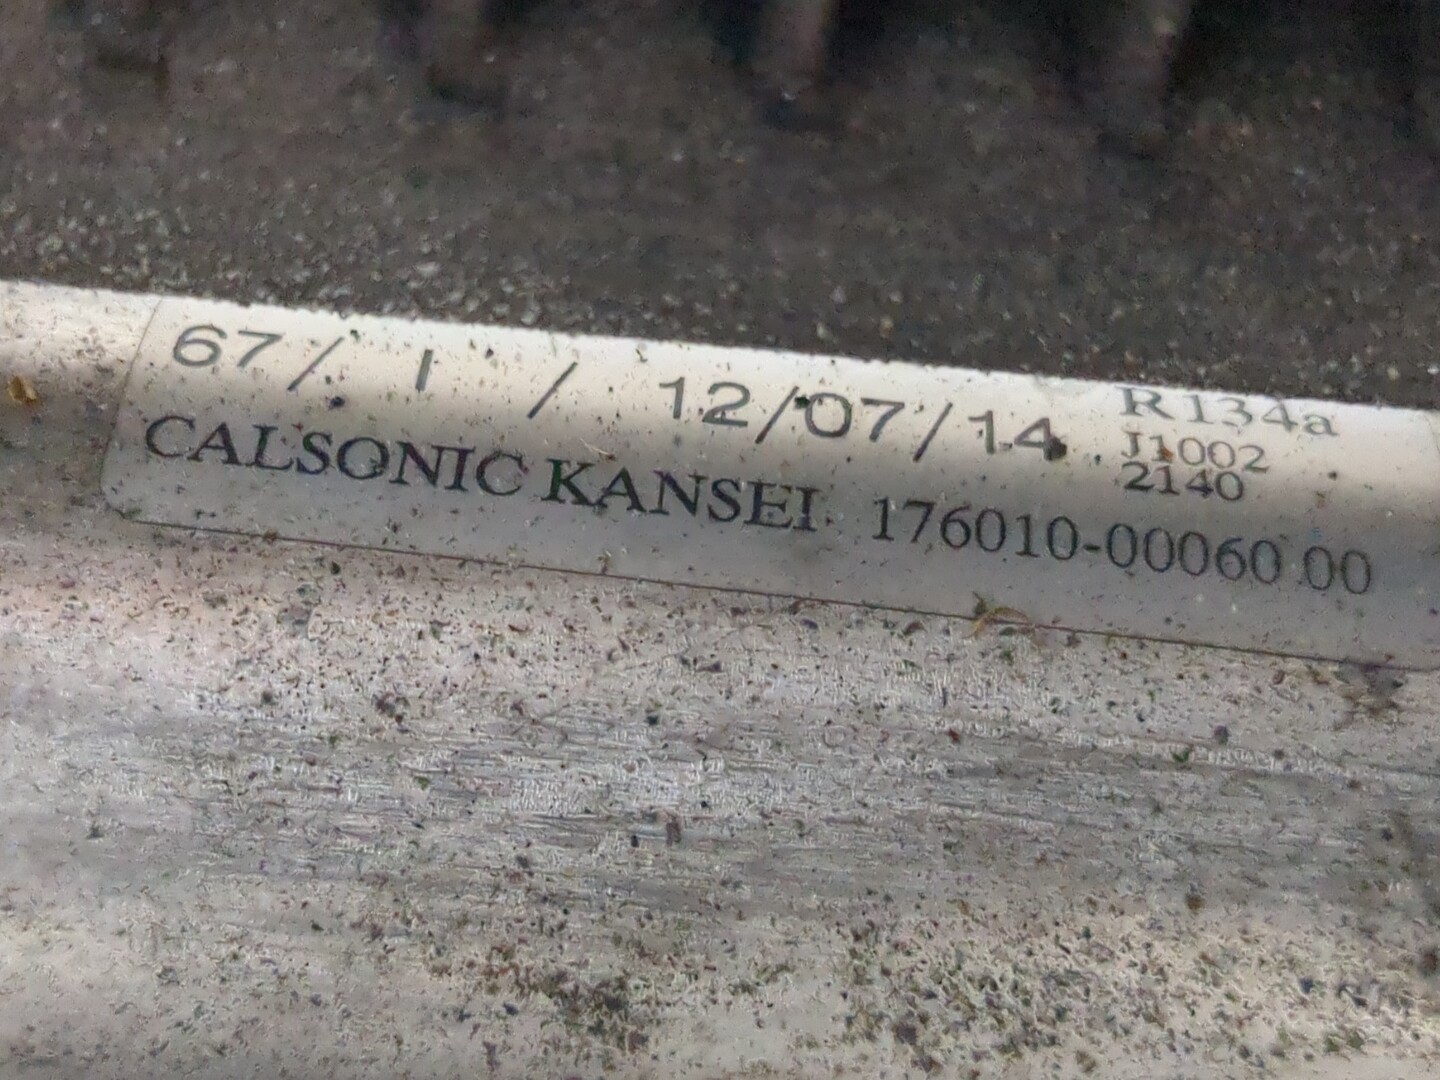 67/ 1 / 12/07/14 R134a
J1002
2140
CALSONIC KANSEI 176010-00060 00